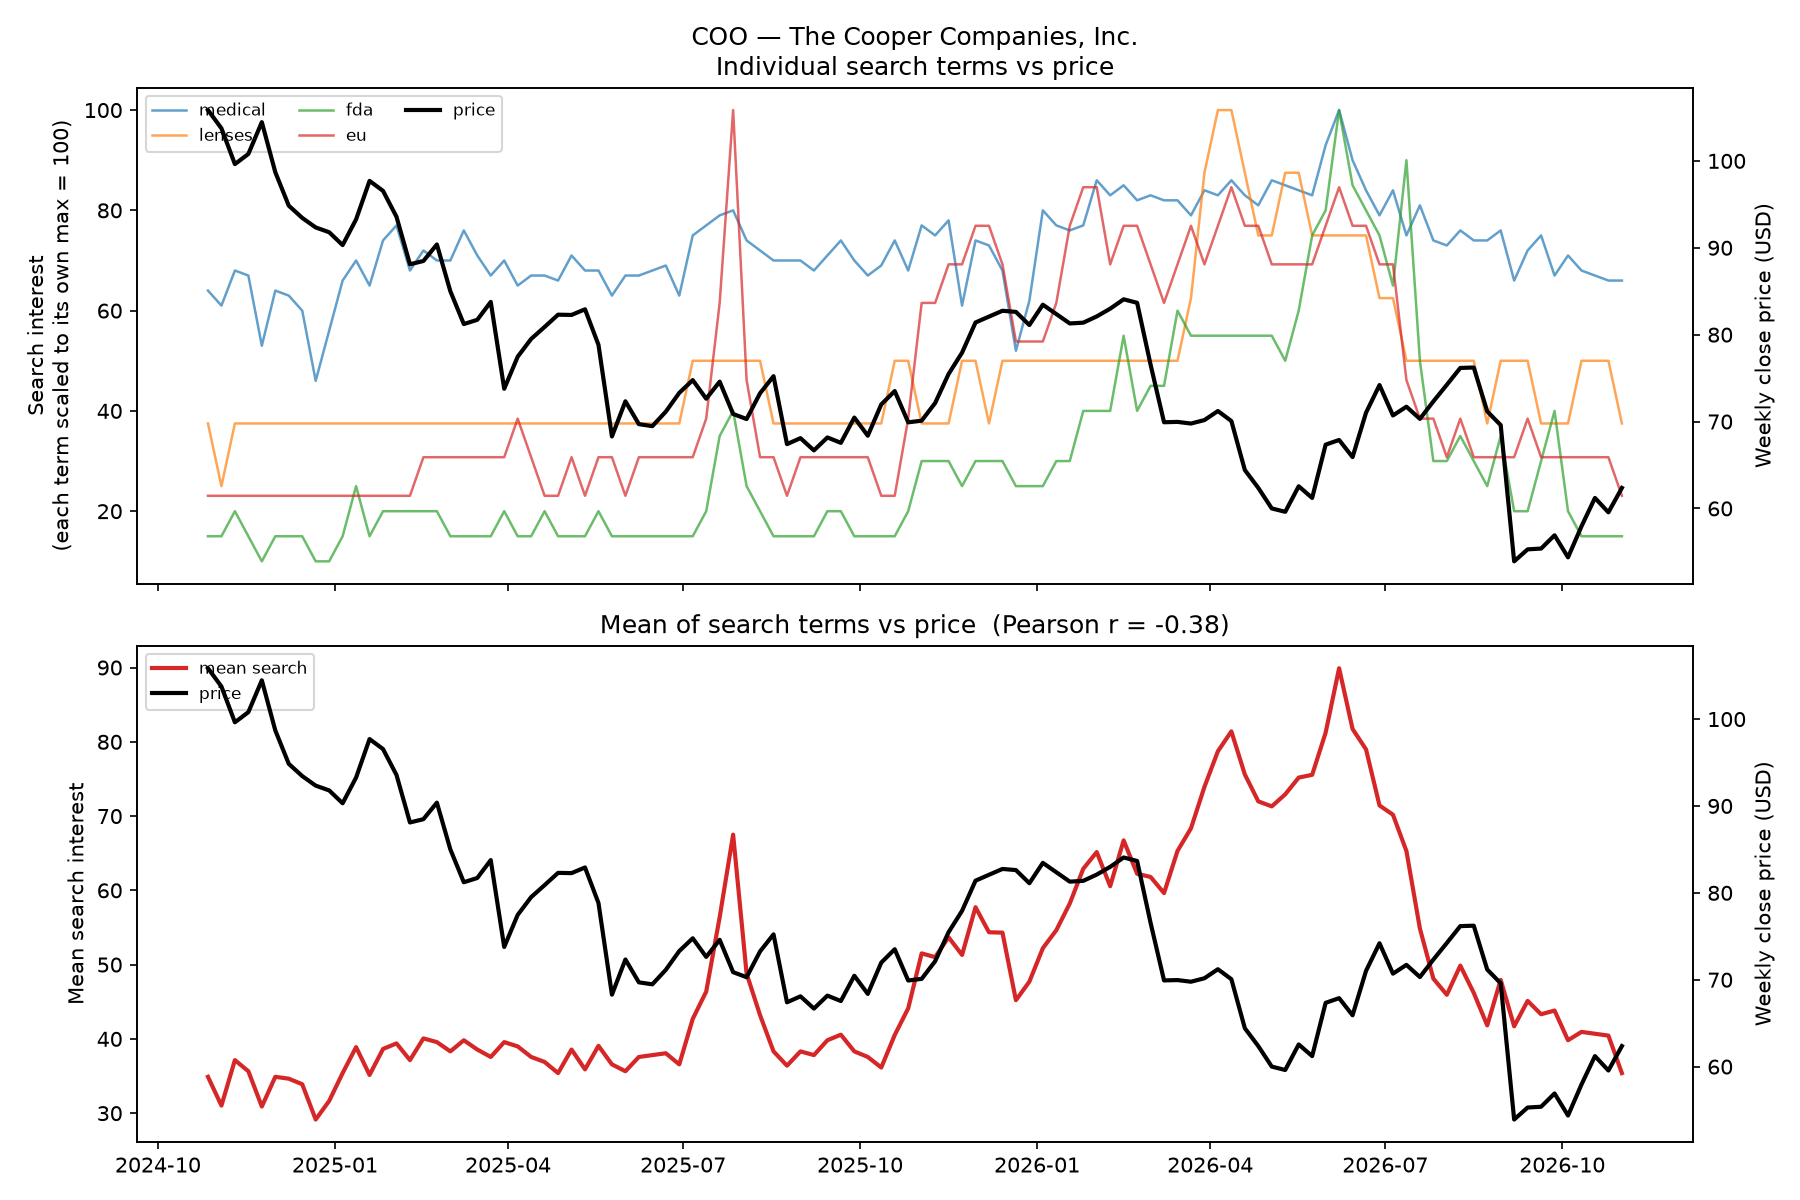 COO — The Cooper Companies, Inc.
Individual search terms vs price
medical
lenses
fda
eu
price
Search interest
(each term scaled to its own max = 100)
100
80
60
40
20
100
90
80
70
60
Weekly close price (USD)
Mean of search terms vs price  (Pearson r = -0.38)
mean search
price
Mean search interest
90
80
70
60
50
40
30
100
90
80
70
60
Weekly close price (USD)
2024-10
2025-01
2025-04
2025-07
2025-10
2026-01
2026-04
2026-07
2026-10